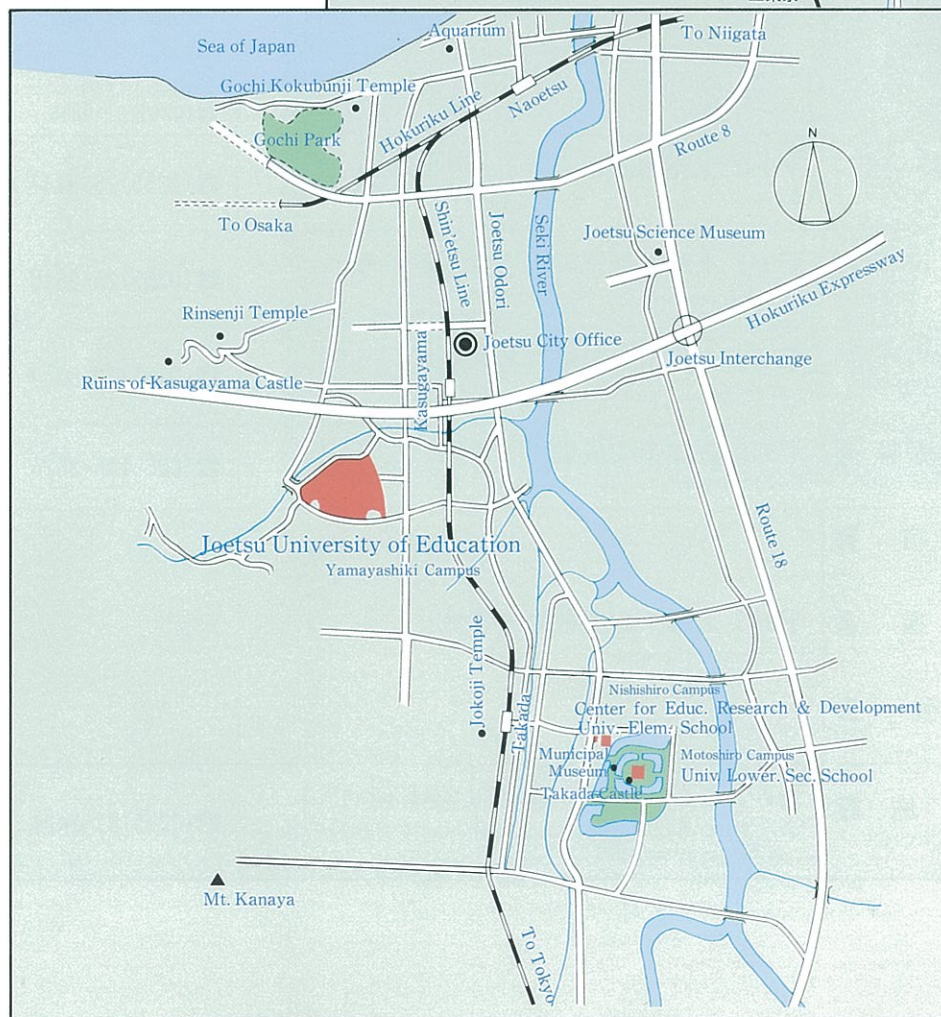 Sea of Japan
Aquarium
To Niigata
Gochi Kokubunji Temple
Naoetsu
Hokuriku Line
Gochi Park
Route 8
N
To Osaka
Shin'etsu Line
Joetsu Odori
Seki River
Joetsu Science Museum
Hokuriku Expressway
Rinsenji Temple
Joetsu City Office
Joetsu Interchange
Ruins of Kasugayama Castle
Kasugayama
Route 18
Joetsu University of Education
Yamayashiki Campus
Jokoji Temple
Takada
Nishishiro Campus
Center for Educ. Research & Development
Univ. Elem. School
Municipa
Museum
Motoshiro Campus
Univ. Lower. Sec. School
Takada Castle
Mt. Kanaya
To Tokyo